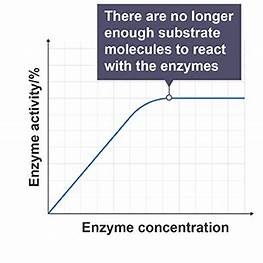 There are no longer
enough substrate
molecules to react
with the enzymes
Enzyme activity/%
Enzyme concentration